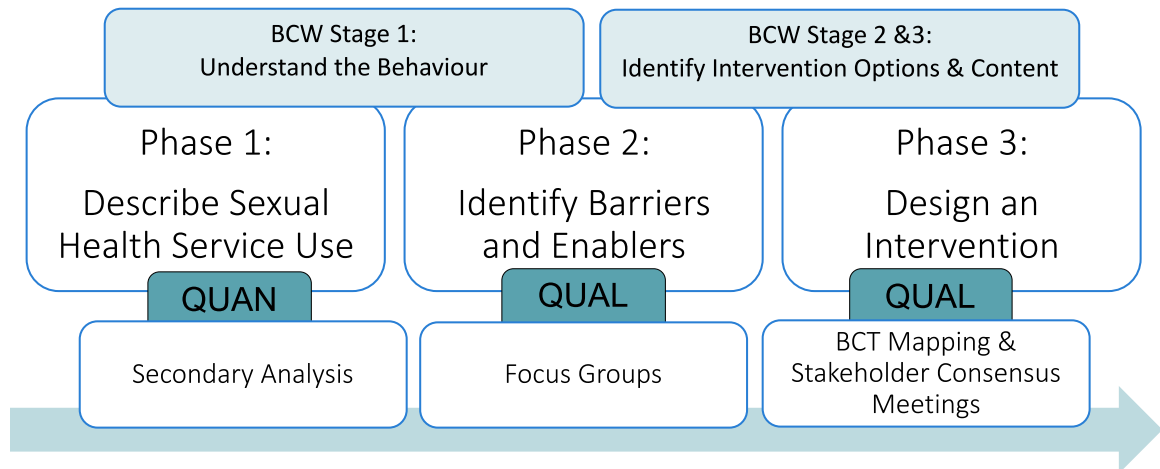 BCW Stage 1:
Understand the Behaviour
BCW Stage 2 &3:
Identify Intervention Options & Content
Phase 1:
Describe Sexual
Health Service Use
QUAN
Secondary Analysis
Phase 2:
Identify Barriers
and Enablers
QUAL
Focus Groups
Phase 3:
Design an
Intervention
QUAL
BCT Mapping &
Stakeholder Consensus
Meetings